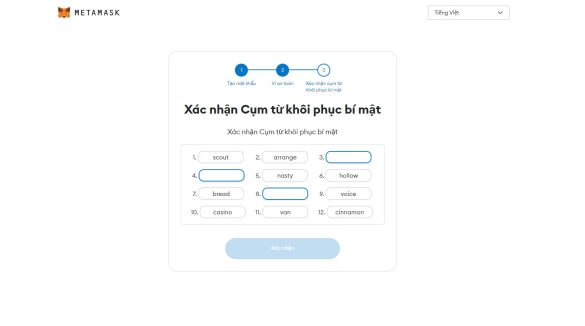 METAMASK
Tiếng Việt
1 2 3
Tạo mật khẩu Ví an toàn Xác nhận cụm từ
khôi phục bí mật
Xác nhận Cụm từ khôi phục bí mật
Xác nhận Cụm từ khôi phục bí mật
1. scout 2. arrange 3.
4. 5. nasty 6. hollow
7. bread 8. 9. voice
10. casino 11. van 12. cinnamon
Xác nhận